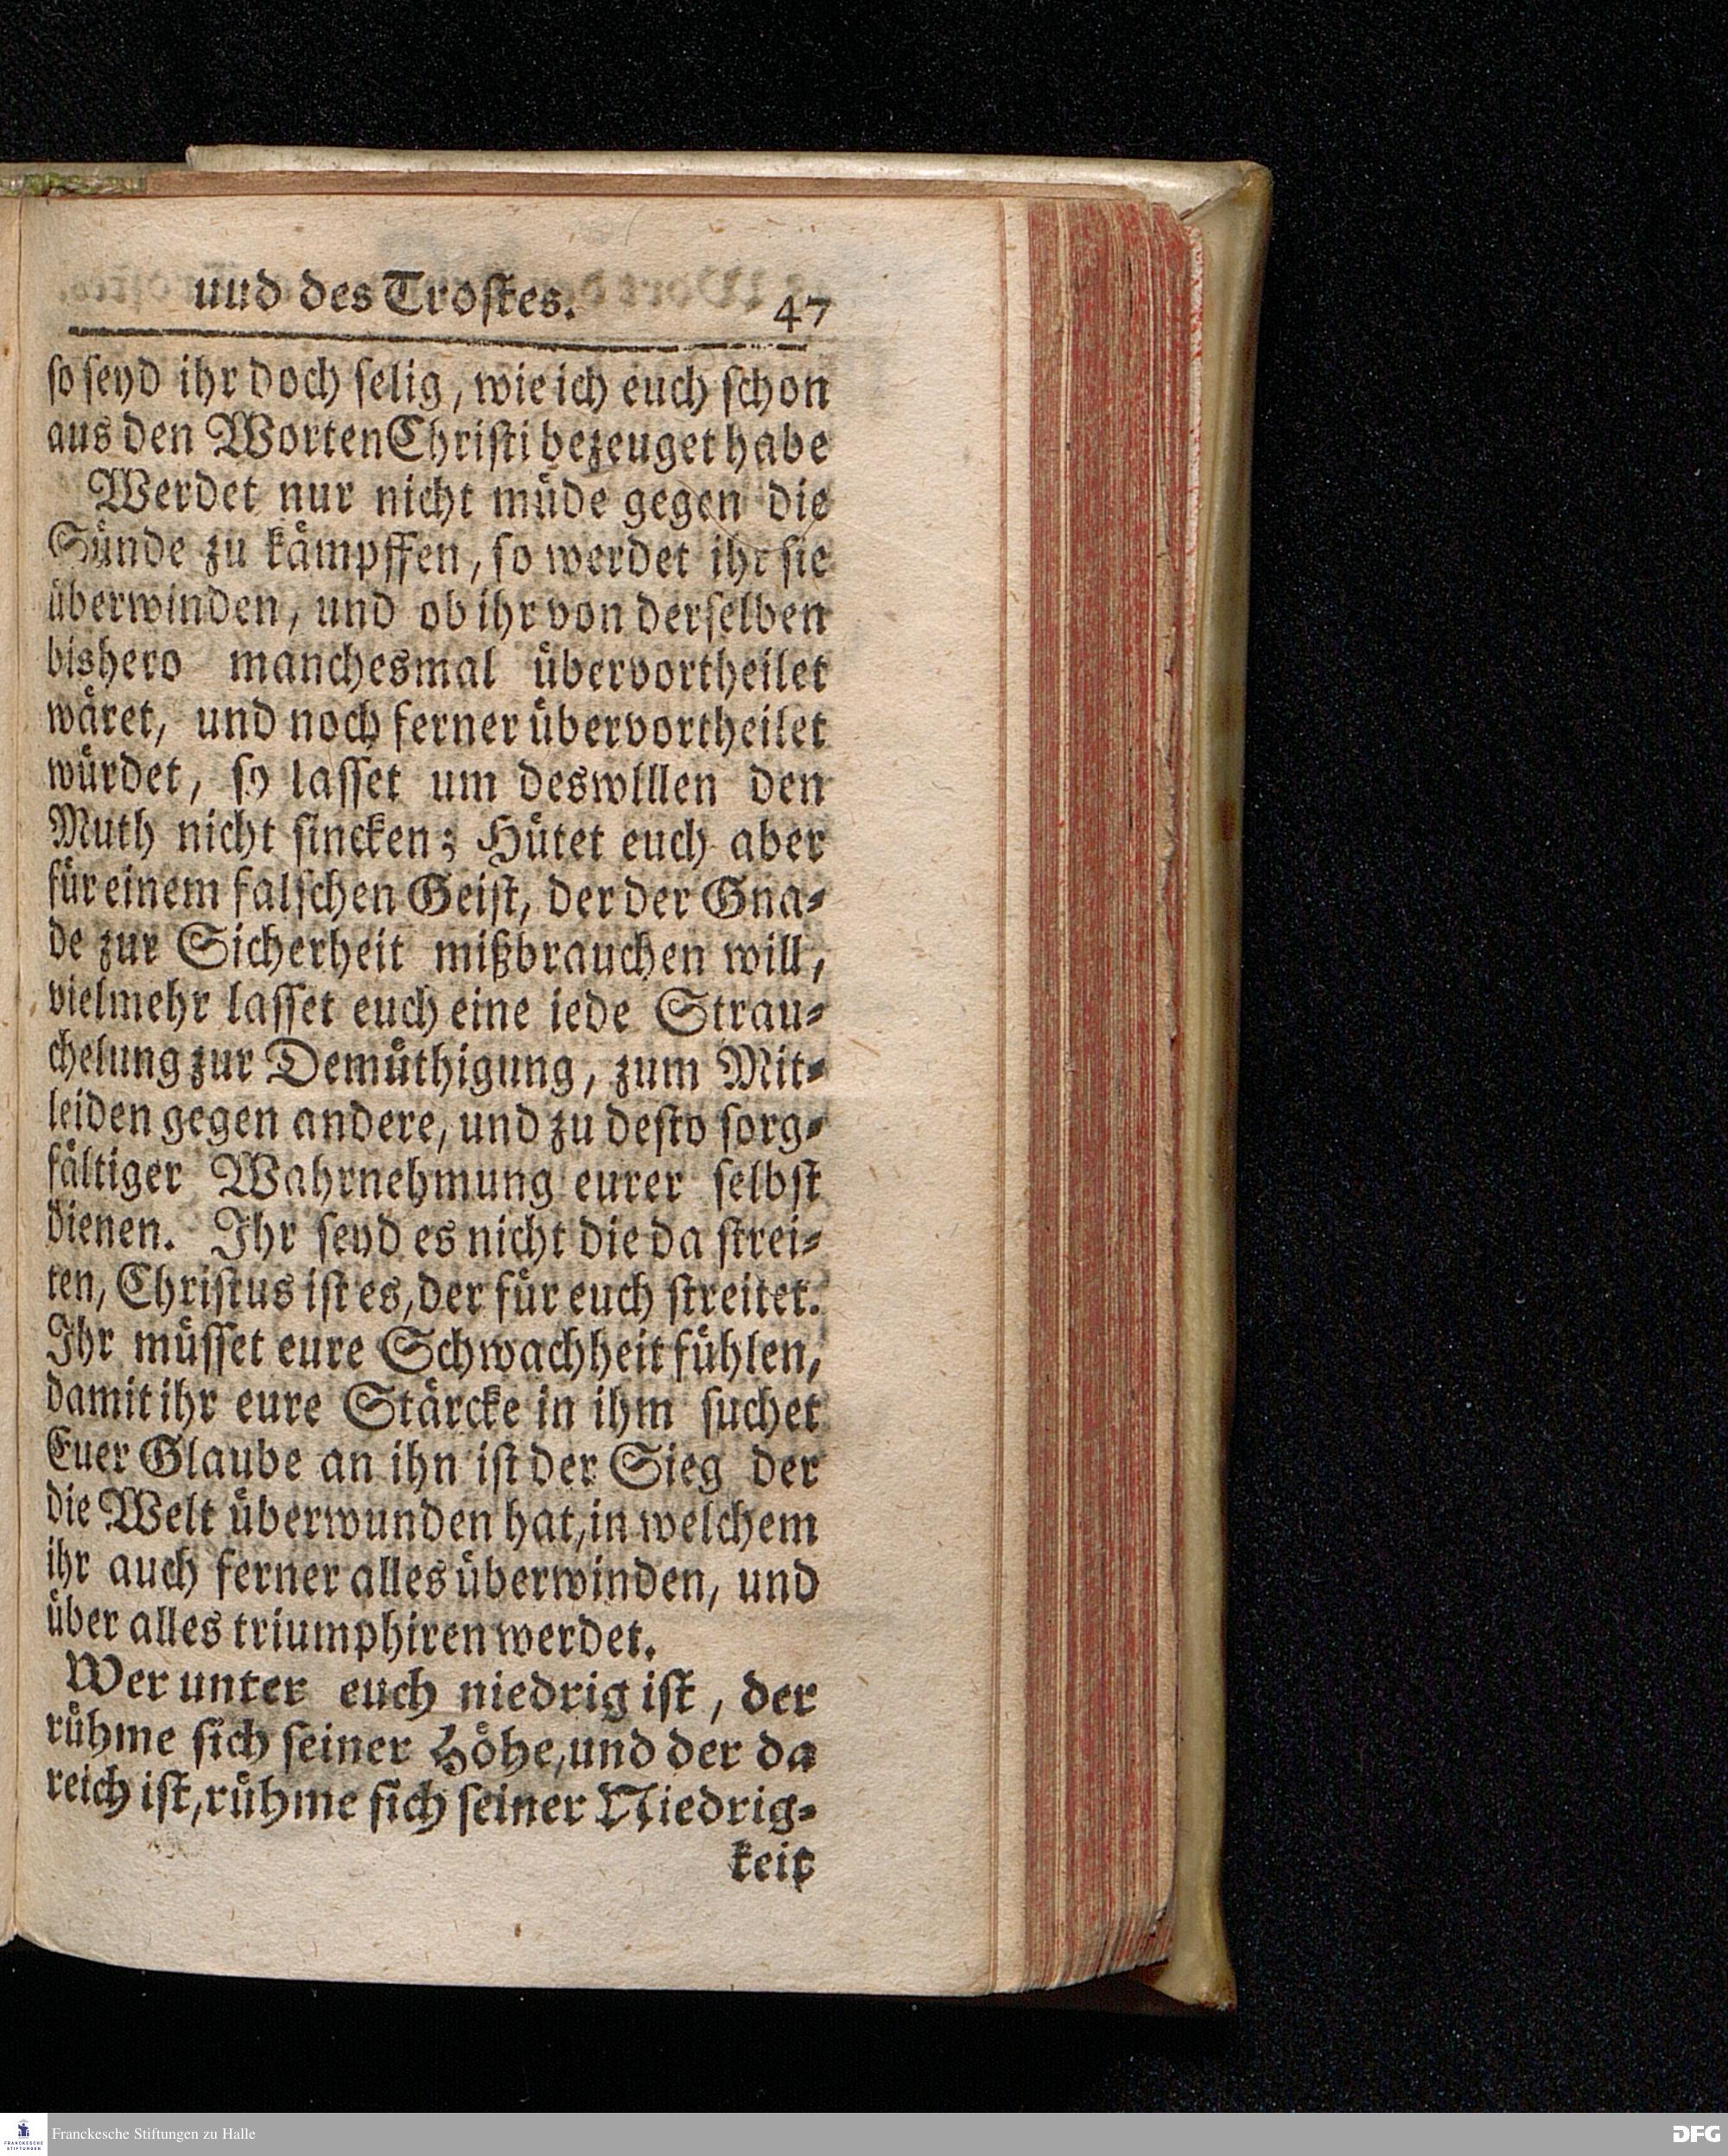 und des Trostes. 47
so seyd ihr doch selig, wie ich euch schon
aus den Worten Christi bezeuget habe
Werdet nur nicht müde gegen die
Sünde zu kämpffen, so werdet ihr sie
überwinden, und ob ihr von derselben
bishero manchesmal übervortheilet
wäret, und noch ferner übervortheilet
würdet, so lasset um deswillen den
Muth nicht sincken; Hütet euch aber
für einem falschen Geist, der der Gna-
de zur Sicherheit mißbrauchen will,
vielmehr lasset euch eine iede Strau-
chelung zur Demüthigung, zum Mit-
leiden gegen andere, und zu desto sorg-
fältiger Wahrnehmung eurer selbst
dienen. Ihr seyd es nicht die da strei-
ten, Christus ist es, der für euch streitet.
Ihr müsset eure Schwachheit fühlen,
damit ihr eure Stärcke in ihm suchet
Euer Glaube an ihn ist der Sieg der
die Welt überwunden hat, in welchem
ihr auch ferner alles überwinden, und
über alles triumphiren werdet.
Wer unter euch niedrig ist, der
rühme sich seiner Höhe, und der da
reich ist, rühme sich seiner Niedrig-
keit
FRANCKESCHE STIFTUNGEN
Franckesche Stiftungen zu Halle
DFG